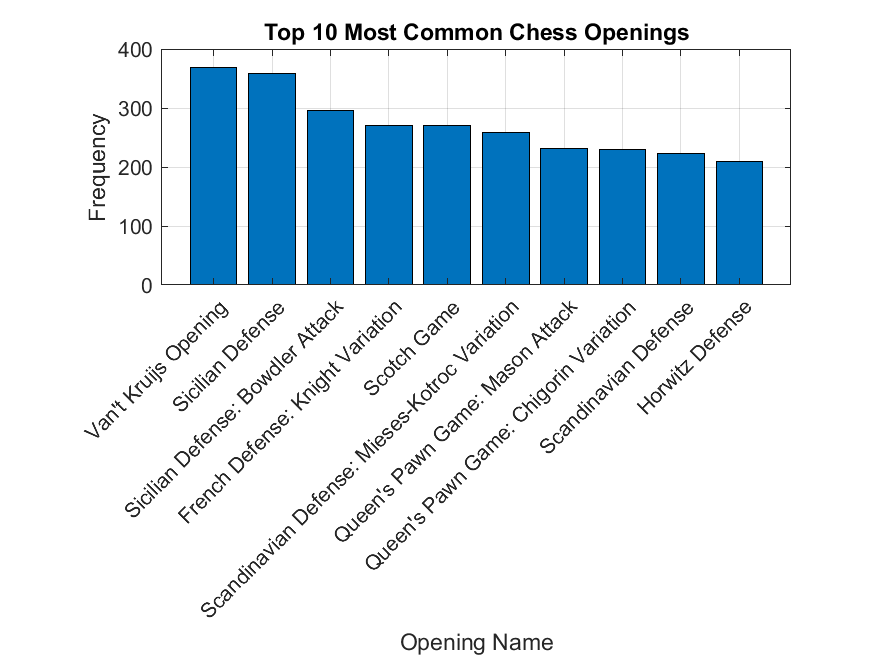 Top 10 Most Common Chess Openings
Frequency
400
300
200
100
0
Van't Kruijs Opening
Sicilian Defense
Sicilian Defense: Bowdler Attack
French Defense: Knight Variation
Scotch Game
Scandinavian Defense: Mieses-Kotroc Variation
Queen's Pawn Game: Mason Attack
Queen's Pawn Game: Chigorin Variation
Scandinavian Defense
Horwitz Defense
Opening Name